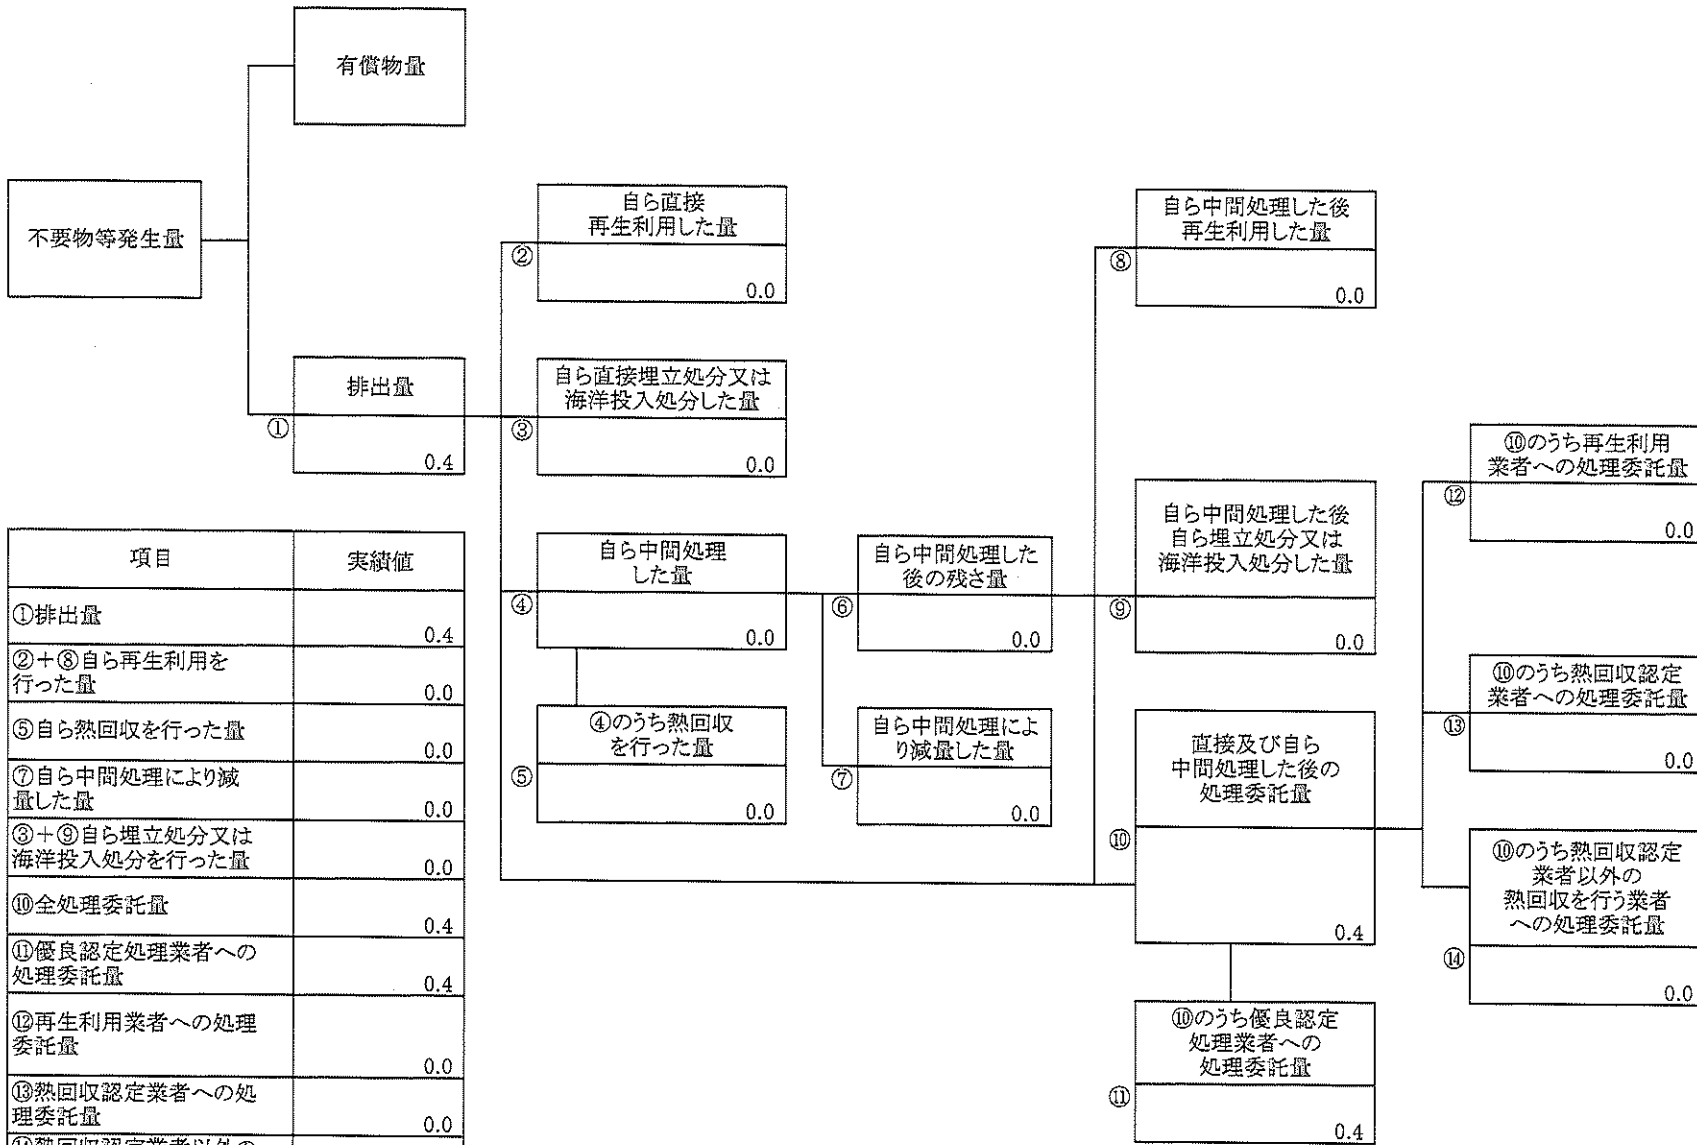 有償物量
不要物等発生量
排出量
①
0.4
自ら直接
再生利用した量
②
0.0
自ら直接埋立処分又は
海洋投入処分した量
③
0.0
自ら中間処理
した量
④
0.0
④のうち熱回収
を行った量
⑤
0.0
自ら中間処理した
後の残さ量
⑥
0.0
自ら中間処理によ
り減量した量
⑦
0.0
自ら中間処理した後
再生利用した量
⑧
0.0
自ら中間処理した後
自ら埋立処分又は
海洋投入処分した量
⑨
0.0
直接及び自ら
中間処理した後の
処理委託量
⑩
0.4
⑩のうち優良認定
処理業者への
処理委託量
⑪
0.4
⑩のうち再生利用
業者への処理委託量
⑫
0.0
⑩のうち熱回収認定
業者への処理委託量
⑬
0.0
⑩のうち熱回収認定
業者以外の
熱回収を行う業者
への処理委託量
⑭
0.0
項目 実績値
①排出量
0.4
②+⑧自ら再生利用を
行った量
0.0
⑤自ら熱回収を行った量
0.0
⑦自ら中間処理により減
量した量
0.0
③+⑨自ら埋立処分又は
海洋投入処分を行った量
0.0
⑩全処理委託量
0.4
⑪優良認定処理業者への
処理委託量
0.4
⑫再生利用業者への処理
委託量
0.0
⑬熱回収認定業者への処
理委託量
0.0
⑭熱回収認定業者以外の